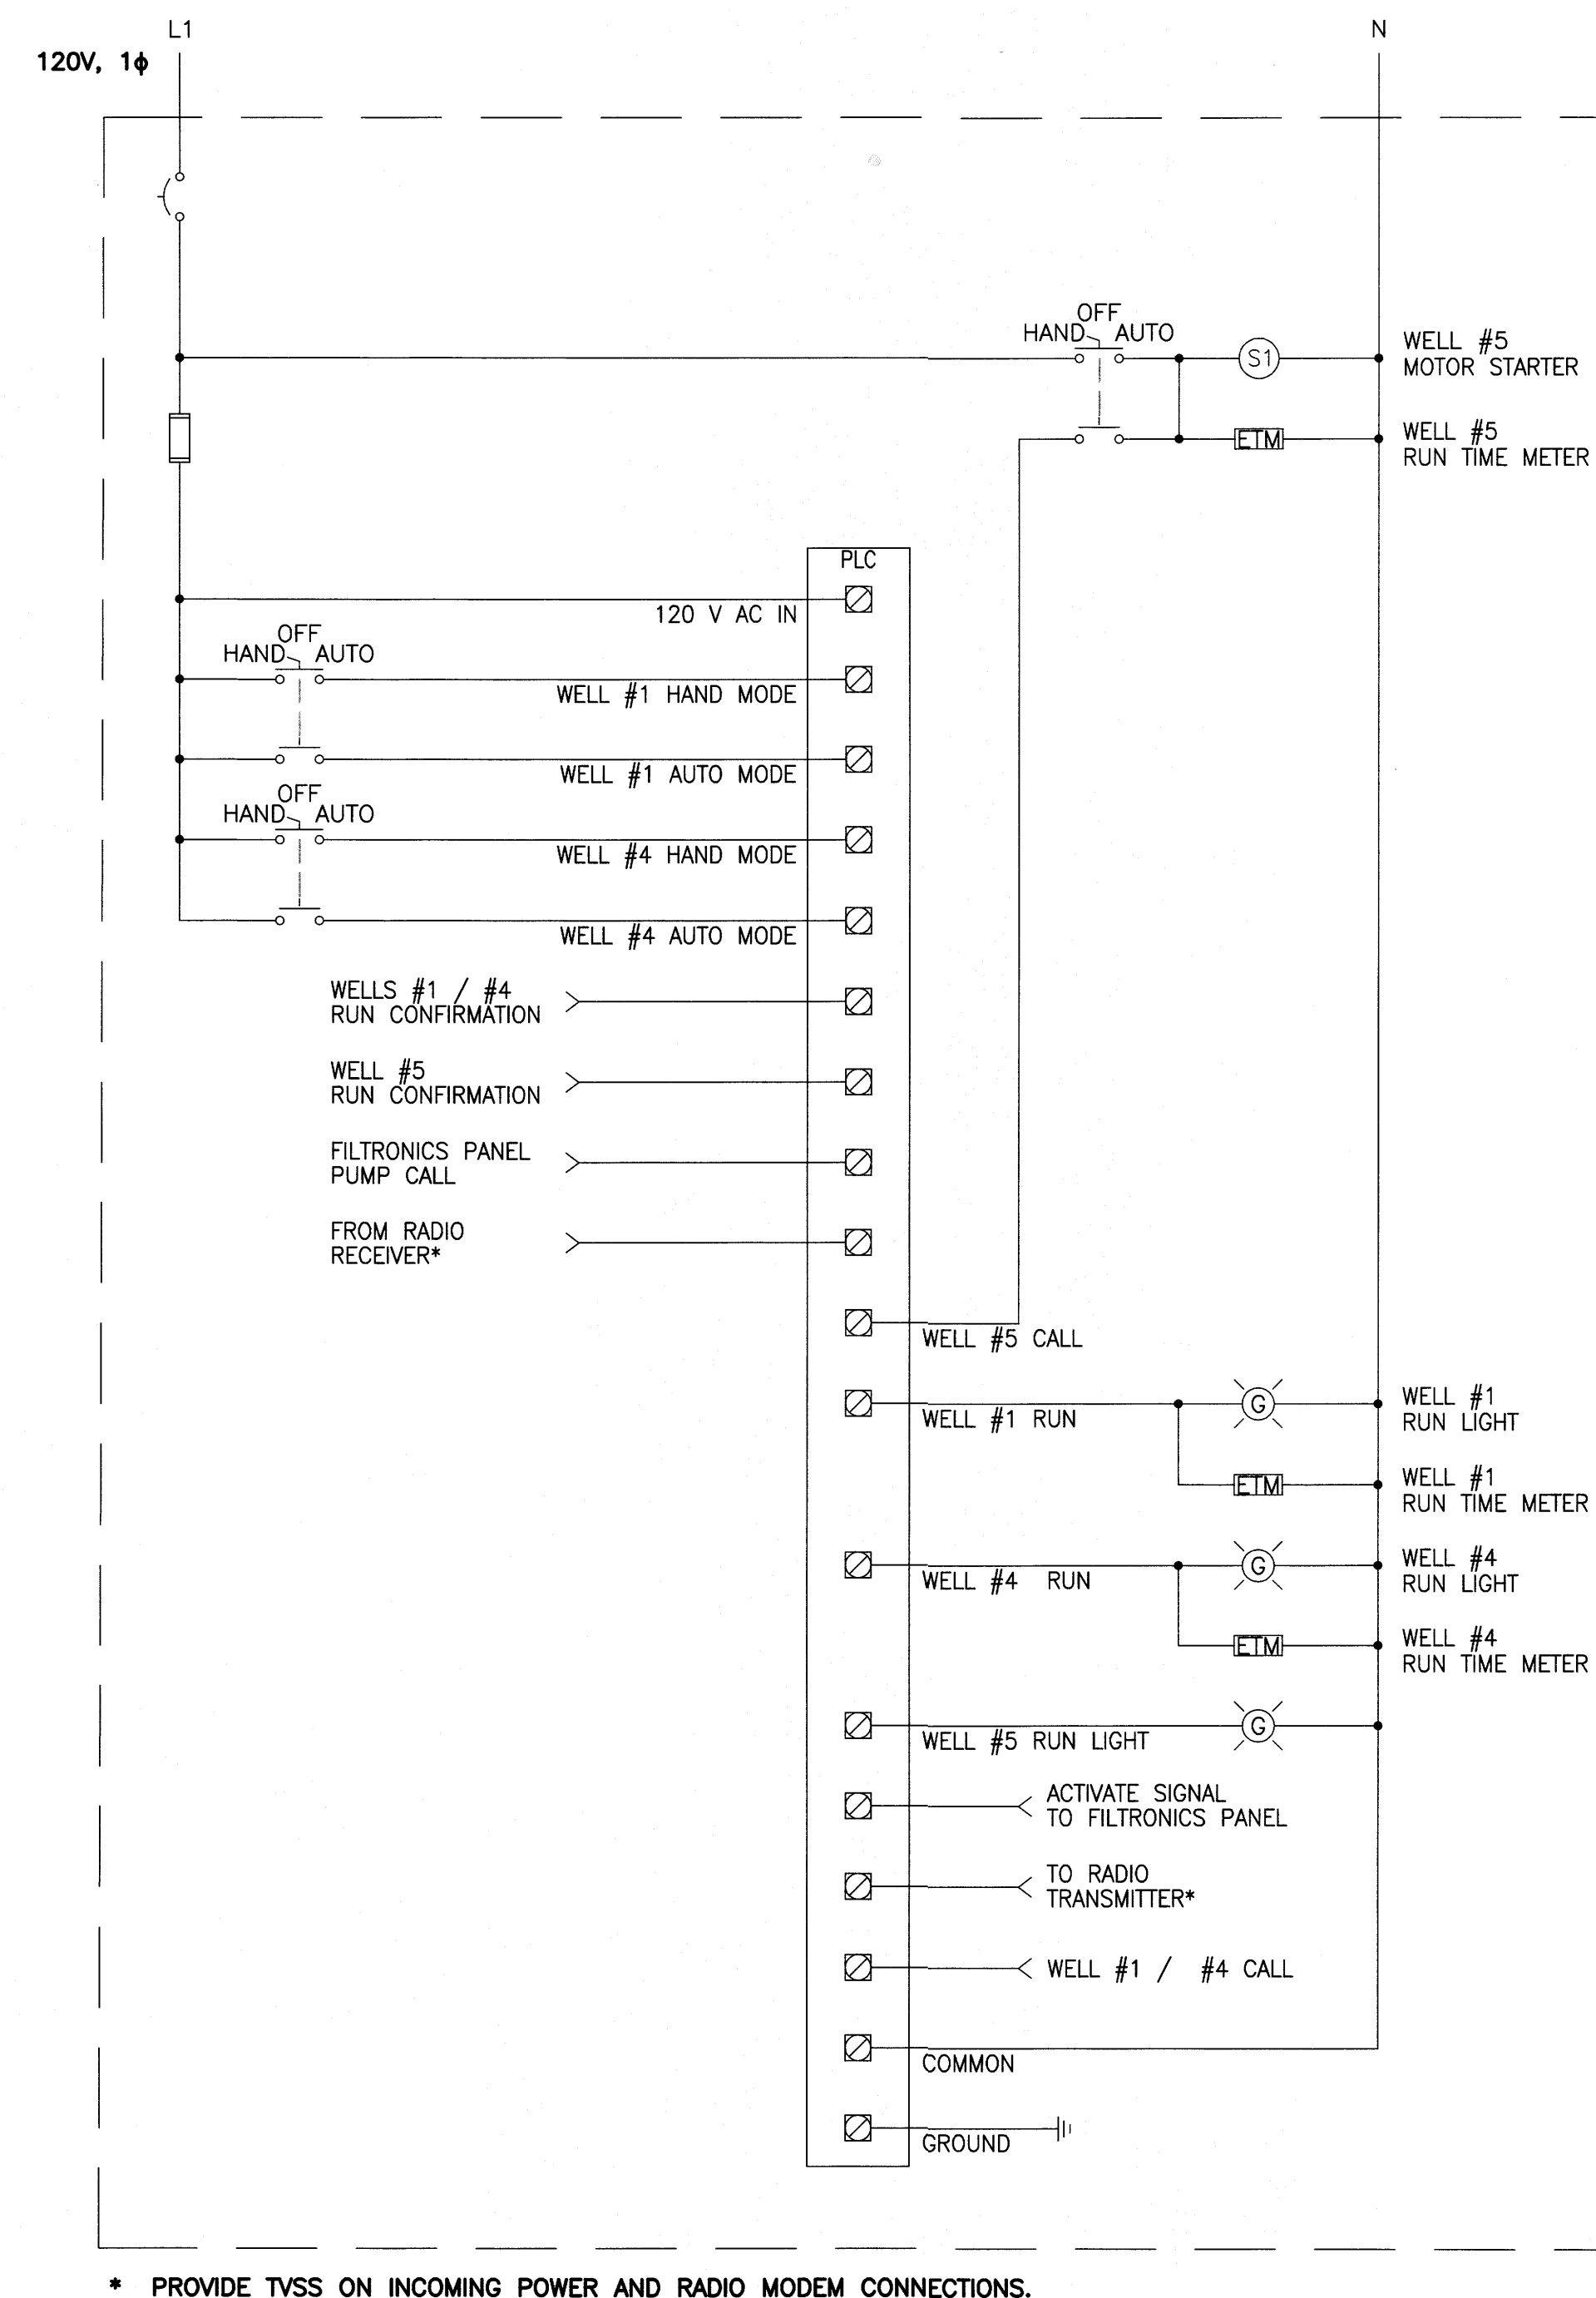 L1
N
120V, 1ϕ
OFF
HAND AUTO
S1
WELL #5
MOTOR STARTER
ETM
WELL #5
RUN TIME METER
PLC
120 V AC IN
OFF
HAND AUTO
WELL #1 HAND MODE
WELL #1 AUTO MODE
OFF
HAND AUTO
WELL #4 HAND MODE
WELL #4 AUTO MODE
WELLS #1 / #4
RUN CONFIRMATION
WELL #5
RUN CONFIRMATION
FILTRONICS PANEL
PUMP CALL
FROM RADIO
RECEIVER*
WELL #5 CALL
WELL #1 RUN
G
WELL #1
RUN LIGHT
ETM
WELL #1
RUN TIME METER
WELL #4 RUN
G
WELL #4
RUN LIGHT
ETM
WELL #4
RUN TIME METER
WELL #5 RUN LIGHT
G
ACTIVATE SIGNAL
TO FILTRONICS PANEL
TO RADIO
TRANSMITTER*
WELL #1 / #4 CALL
COMMON
GROUND
* PROVIDE TVSS ON INCOMING POWER AND RADIO MODEM CONNECTIONS.